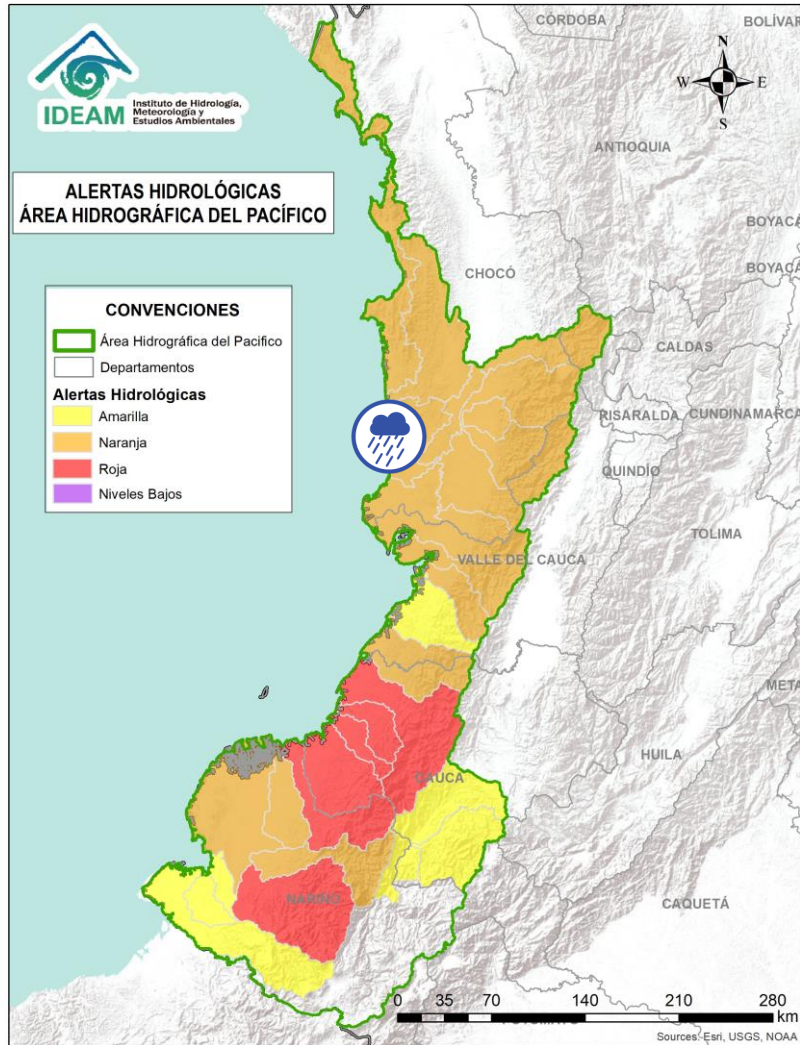 CÓRDOBA
BOLÍVAR
N
W E
S
IDEAM
Instituto de Hidrología,
Meteorología y
Estudios Ambientales
ANTIOQUIA
ALERTAS HIDROLÓGICAS
ÁREA HIDROGRÁFICA DEL PACÍFICO
BOYACÁ
BOYACÁ
CHOCÓ
CONVENCIONES
Área Hidrográfica del Pacifico
Departamentos
Alertas Hidrológicas
Amarilla
Naranja
Roja
Niveles Bajos
CALDAS
RISARALDA
CUNDINAMARCA
QUINDÍO
TOLIMA
VALLE DEL CAUCA
META
HUILA
CAUCA
NARIÑO
CAQUETÁ
0 35 70 140 210 280
km
Sources: Esri, USGS, NOAA